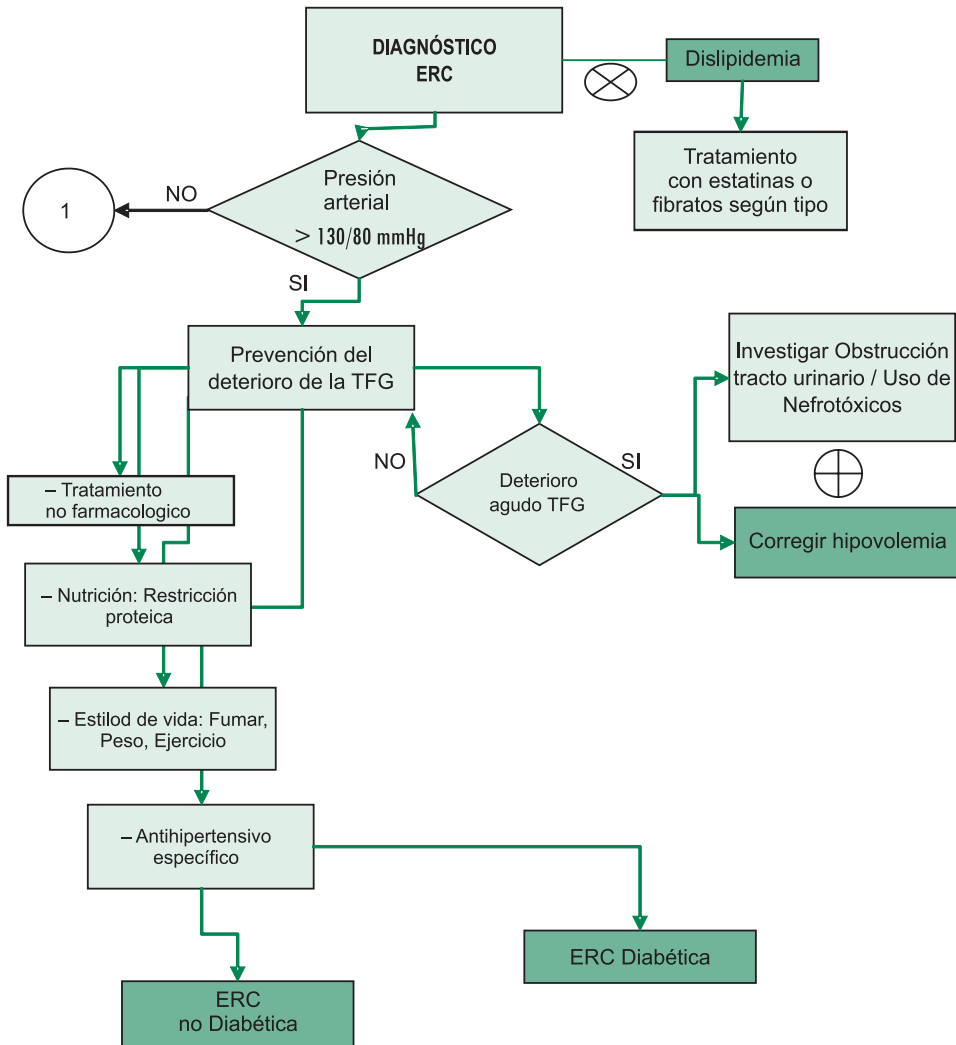 DIAGNÓSTICO
ERC
Dislipidemia
Tratamiento
con estatinas o
fibratos según tipo
Presión
arterial
> 130/80 mmHg
NO
1
SI
Prevención del
deterioro de la TFG
Investigar Obstrucción
tracto urinario / Uso de
Nefrotóxicos
NO
Deterioro
agudo TFG
SI
Corregir hipovolemia
– Tratamiento
no farmacologico
– Nutrición: Restricción
proteica
– Estilod de vida: Fumar,
Peso, Ejercicio
– Antihipertensivo
específico
ERC Diabética
ERC
no Diabética